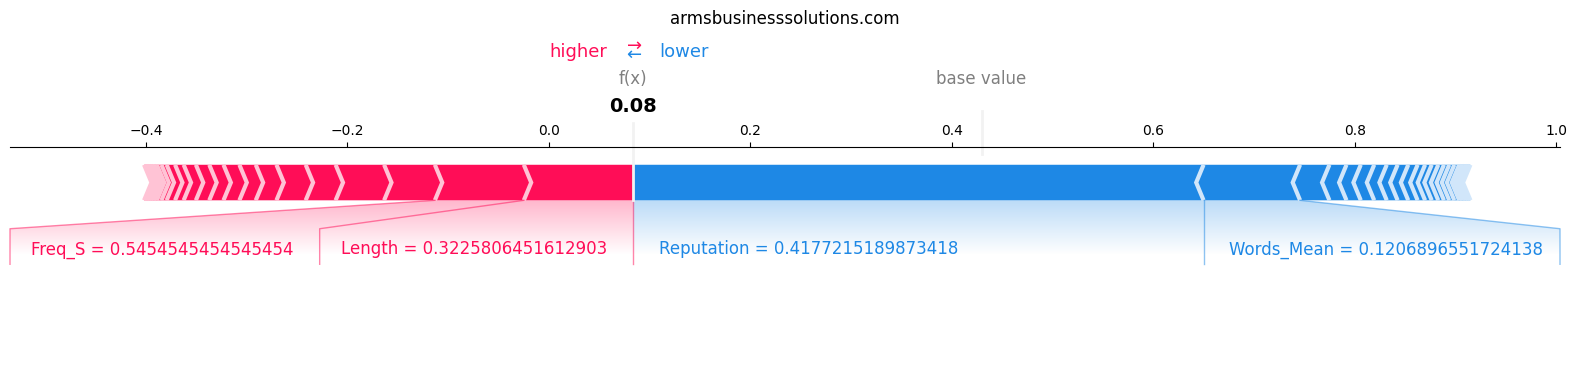 armsbusinesssolutions.com
higher ⇄ lower
f(x) base value
0.08
−0.4 −0.2 0.0 0.2 0.4 0.6 0.8 1.0
Freq_S = 0.5454545454545454 Length = 0.3225806451612903 Reputation = 0.4177215189873418 Words_Mean = 0.1206896551724138